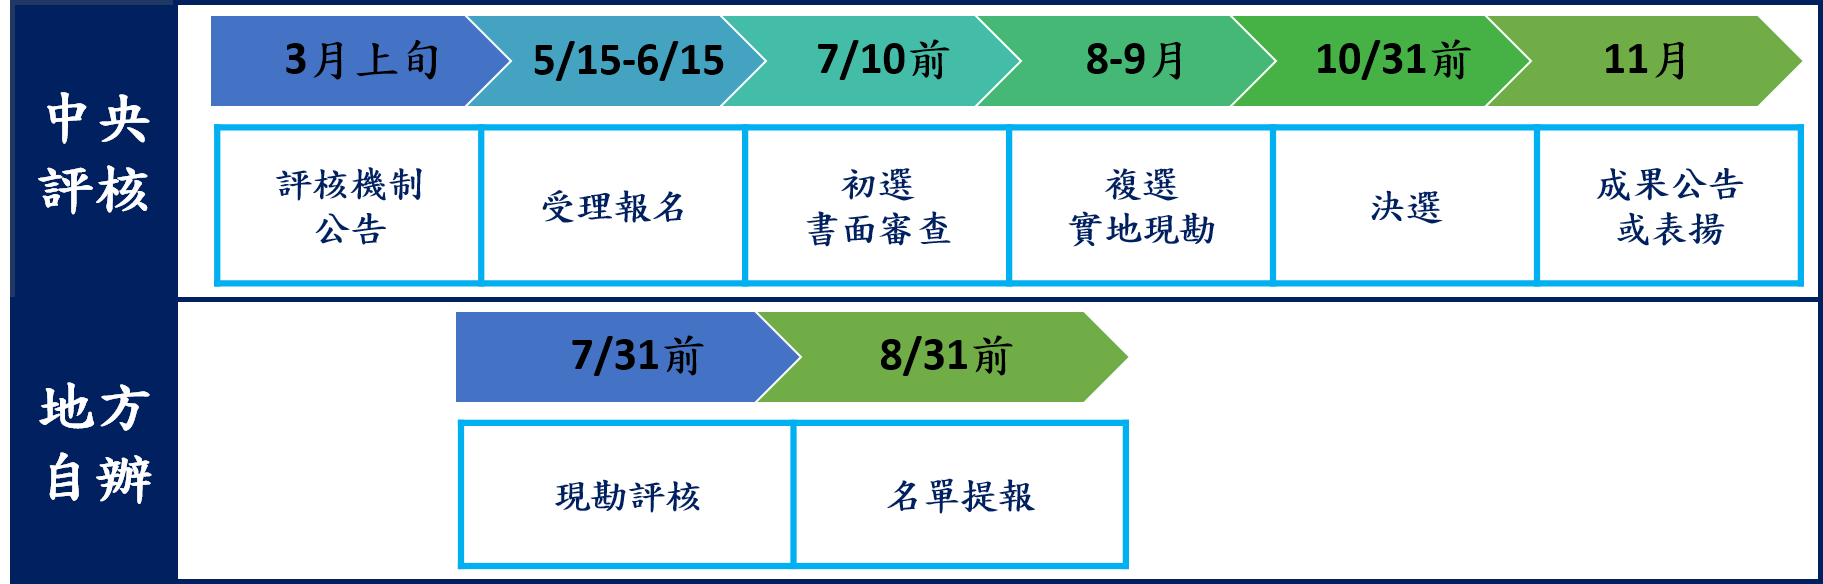 中央
評核
3月上旬
5/15-6/15
7/10前
8-9月
10/31前
11月
評核機制
公告
受理報名
初選
書面審查
複選
實地現勘
決選
成果公告
或表揚
地方
自辦
7/31前
8/31前
現勘評核
名單提報